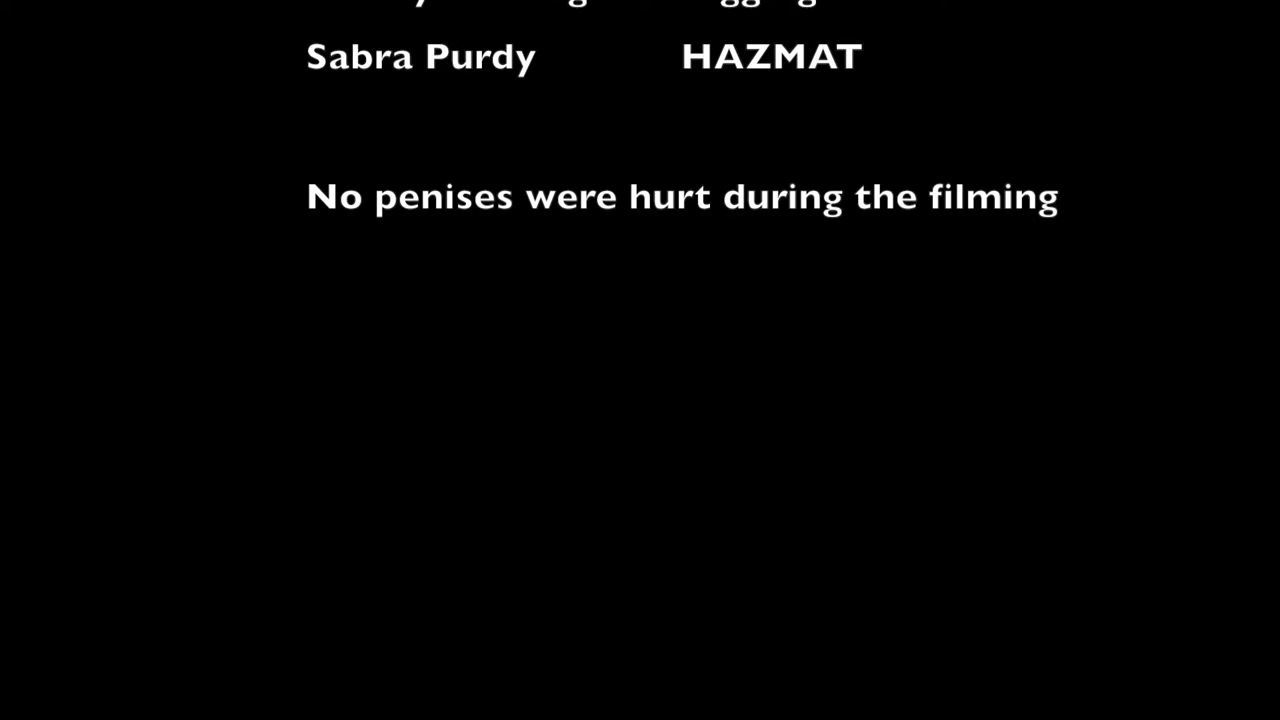 Sabra Purdy HAZMAT
No penises were hurt during the filming